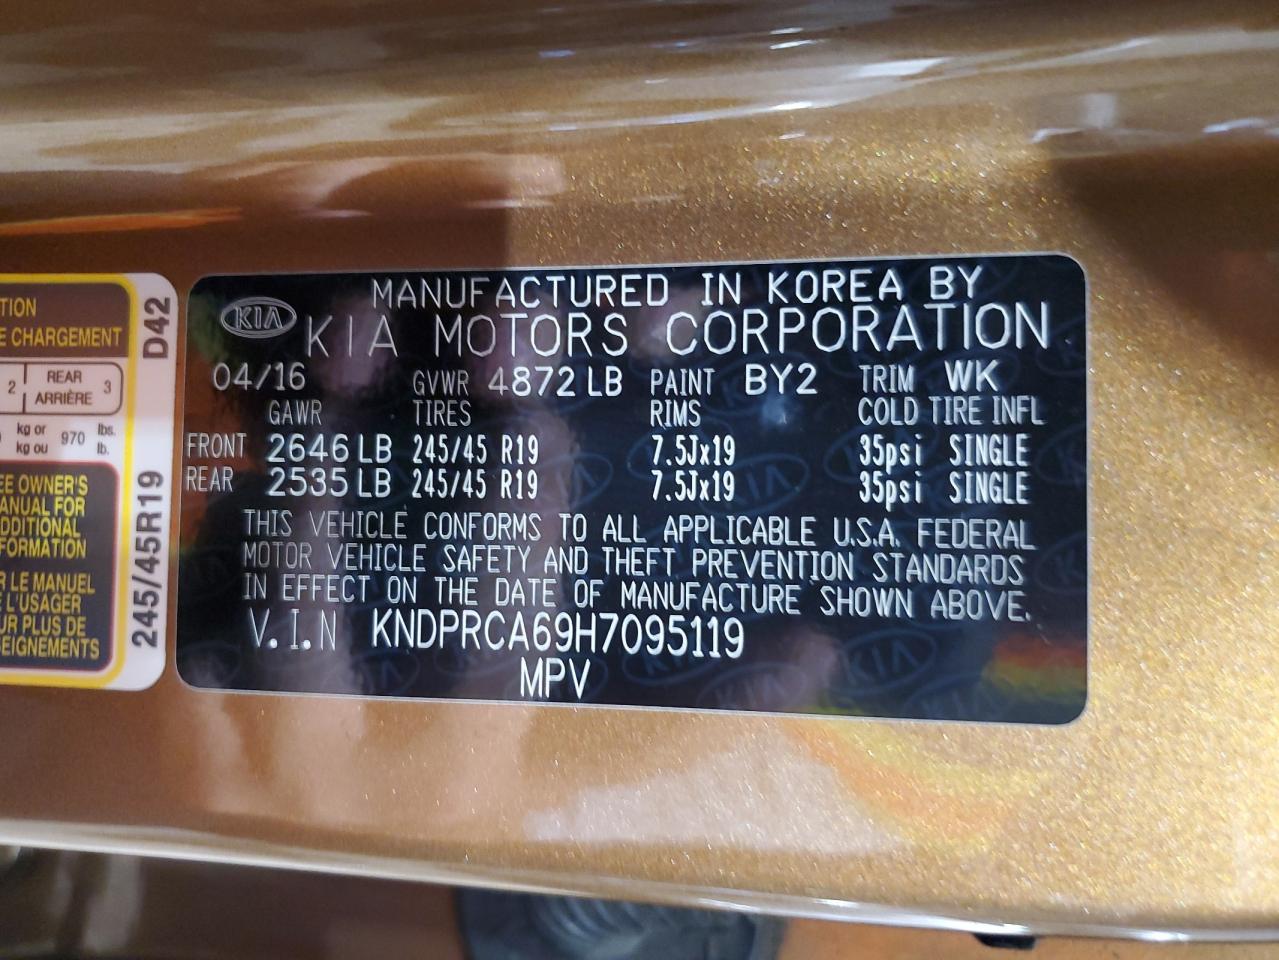 TION
E CHARGEMENT
2 REAR 3
ARRIÈRE
kg or 970 lbs.
kg ou lb.
EE OWNER'S
ANUAL FOR
DDITIONAL
FORMATION
R LE MANUEL
L'USAGER
UR PLUS DE
SEIGNEMENTS
D42
245/45R19
KIA
MANUFACTURED IN KOREA BY
KIA MOTORS CORPORATION
04/16 GVWR 4872 LB PAINT BY2 TRIM WK
GAWR TIRES RIMS COLD TIRE INFL
FRONT 2646 LB 245/45 R19 7.5Jx19 35psi SINGLE
REAR 2535 LB 245/45 R19 7.5Jx19 35psi SINGLE
THIS VEHICLE CONFORMS TO ALL APPLICABLE U.S.A. FEDERAL
MOTOR VEHICLE SAFETY AND THEFT PREVENTION STANDARDS
IN EFFECT ON THE DATE OF MANUFACTURE SHOWN ABOVE.
V.I.N KNDPRCA69H7095119
MPV